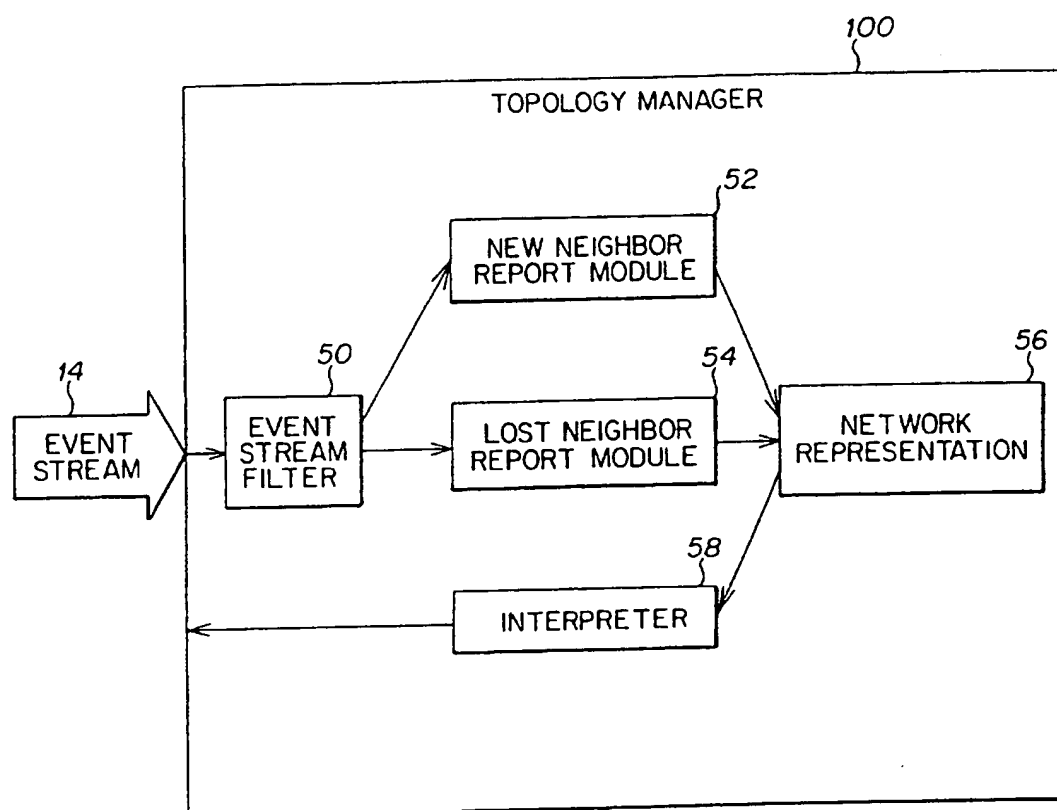 100
TOPOLOGY MANAGER
52
NEW NEIGHBOR
REPORT MODULE
14
EVENT
STREAM
50
EVENT
STREAM
FILTER
54
LOST NEIGHBOR
REPORT MODULE
56
NETWORK
REPRESENTATION
58
INTERPRETER